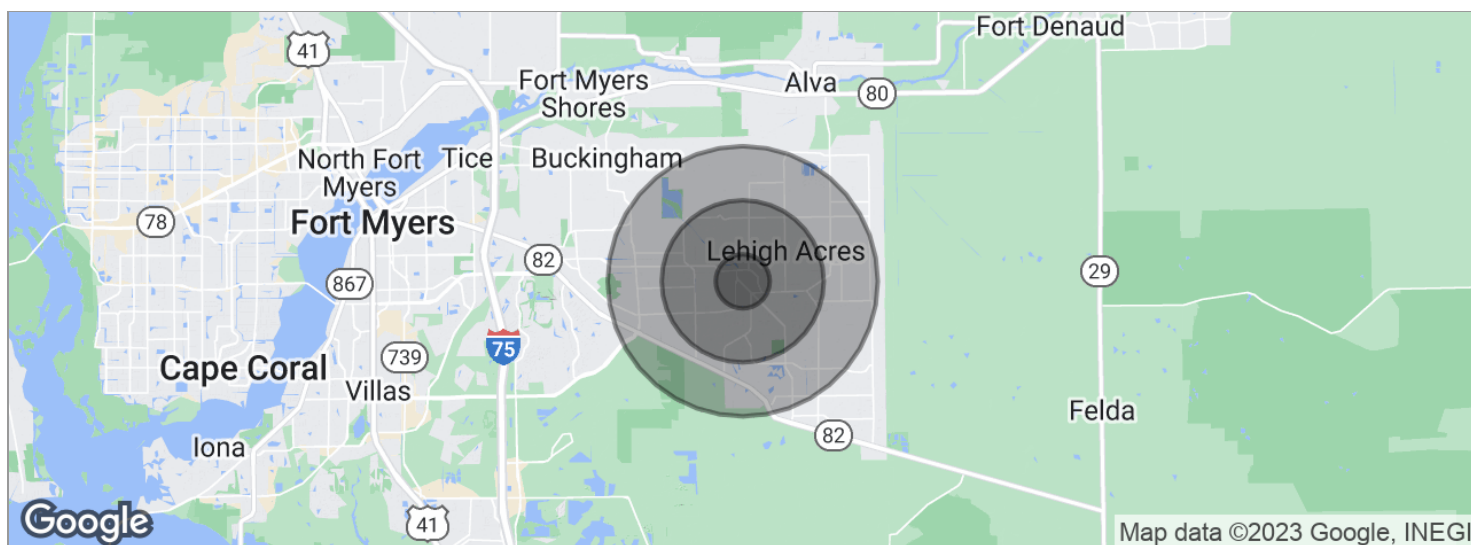 Fort Denaud
41
Fort Myers
Shores
Alva
80
North Fort
Myers
Tice
Buckingham
78
Fort Myers
82
Lehigh Acres
867
29
75
739
Cape Coral
Villas
Felda
82
Iona
41
Google
Map data ©2023 Google, INEGI